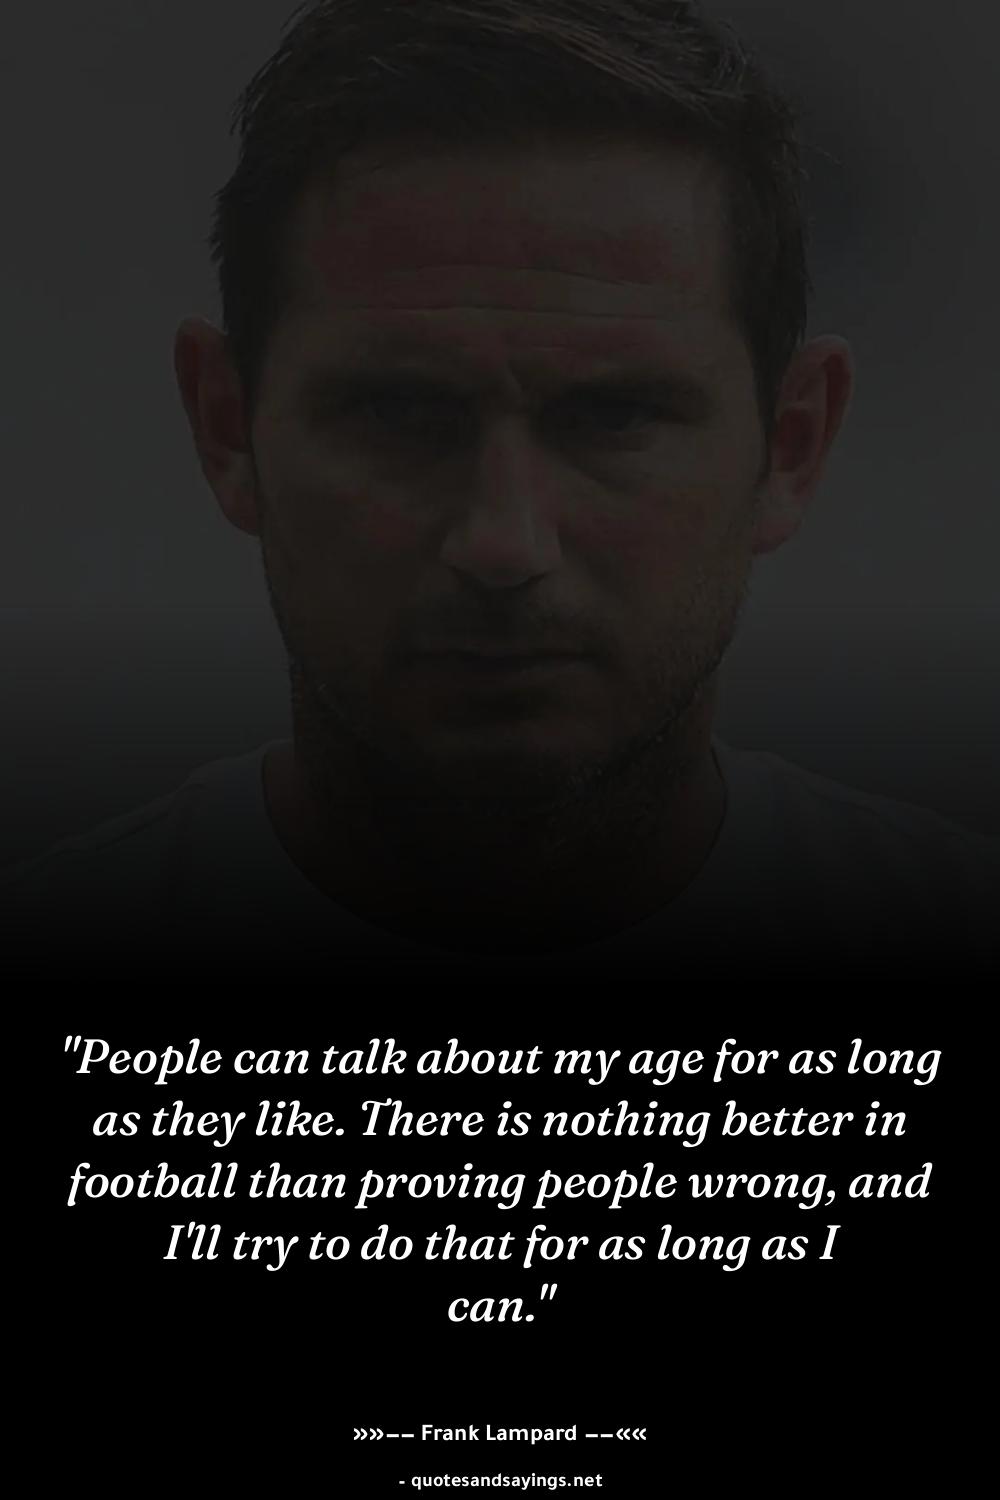 "People can talk about my age for as long
as they like. There is nothing better in
football than proving people wrong, and
I'll try to do that for as long as I
can."
»»−− Frank Lampard −−««
- quotesandsayings.net